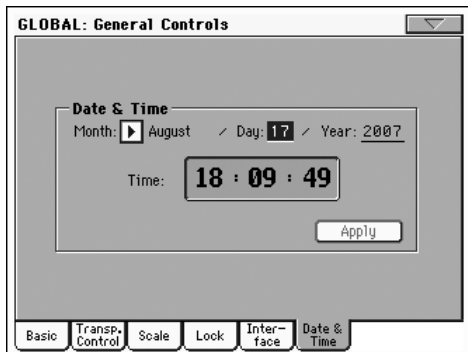 GLOBAL: General Controls
Date & Time
Month: August / Day: 17 / Year: 2007
Time: 18 : 09 : 49
Apply
Basic Transp. Control Scale Lock Inter- face Date & Time